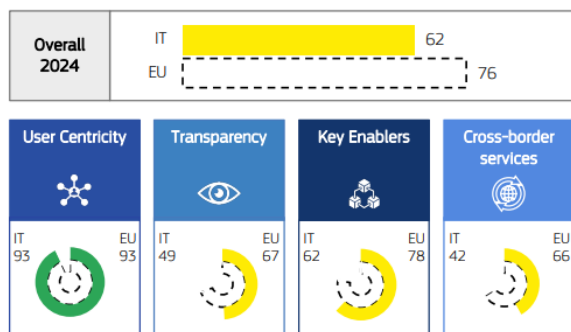 Overall
2024
IT 62
EU 76
User Centricity
IT EU
93 93
Transparency
IT EU
49 67
Key Enablers
IT EU
62 78
Cross-border
services
IT EU
42 66